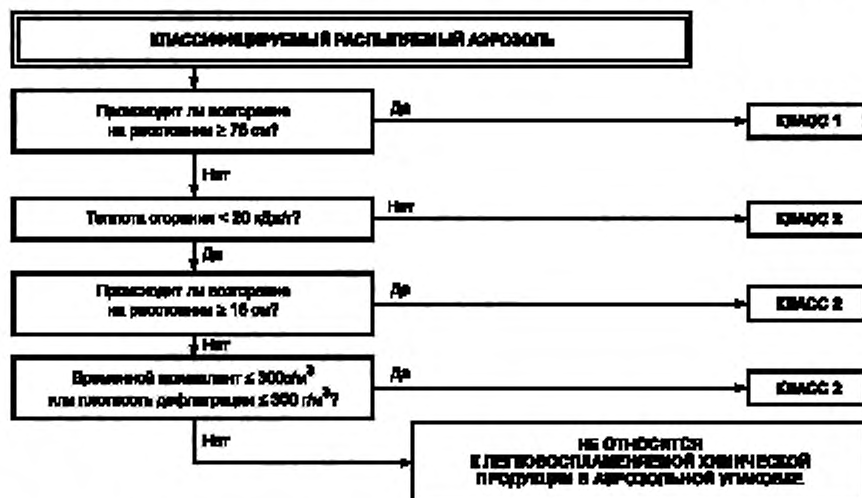 КЛАССИФИЦИРУЕМЫЙ РАСПЫЛЯЕМЫЙ АЭРОЗОЛЬ
Происходит ли возгорание
на расстоянии ≥ 75 см?
Да
КЛАСС 1
Нет
Теплота сгорания < 20 кДж/г?
Нет
КЛАСС 2
Да
Происходит ли возгорание
на расстоянии ≥ 15 см?
Да
КЛАСС 2
Нет
Временной эквивалент ≤ 300с/м³
или плотность дефлаграции ≤ 300 г/м³?
Да
КЛАСС 2
Нет
НЕ ОТНОСЯТСЯ
К ЛЕГКОВОСПЛАМЕНЯЕМОЙ ХИМИЧЕСКОЙ
ПРОДУКЦИИ В АЭРОЗОЛЬНОЙ УПАКОВКЕ